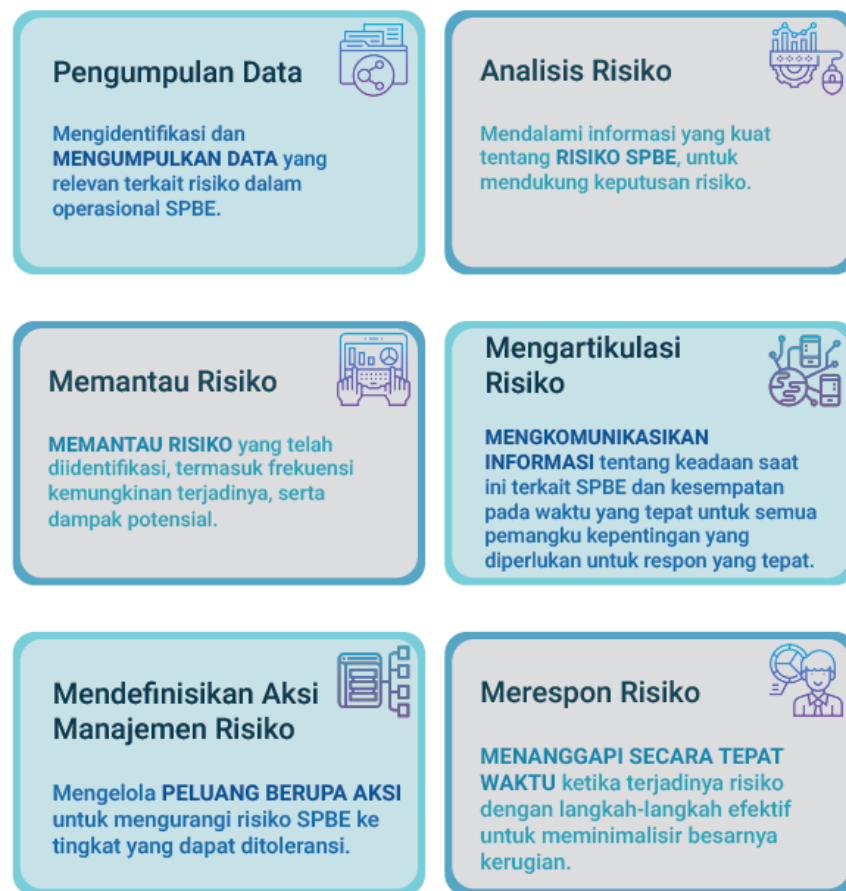 Pengumpulan Data
Mengidentifikasi dan
MENGUMPULKAN DATA yang
relevan terkait risiko dalam
operasional SPBE.
Analisis Risiko
Mendalami informasi yang kuat
tentang RISIKO SPBE, untuk
mendukung keputusan risiko.
Memantau Risiko
MEMANTAU RISIKO yang telah
diidentifikasi, termasuk frekuensi
kemungkinan terjadinya, serta
dampak potensial.
Mengartikulasi
Risiko
MENGKOMUNIKASIKAN
INFORMASI tentang keadaan saat
ini terkait SPBE dan kesempatan
pada waktu yang tepat untuk semua
pemangku kepentingan yang
diperlukan untuk respon yang tepat.
Mendefinisikan Aksi
Manajemen Risiko
Mengelola PELUANG BERUPA AKSI
untuk mengurangi risiko SPBE ke
tingkat yang dapat ditoleransi.
Merespon Risiko
MENANGGAPI SECARA TEPAT
WAKTU ketika terjadinya risiko
dengan langkah-langkah efektif
untuk meminimalisir besarnya
kerugian.